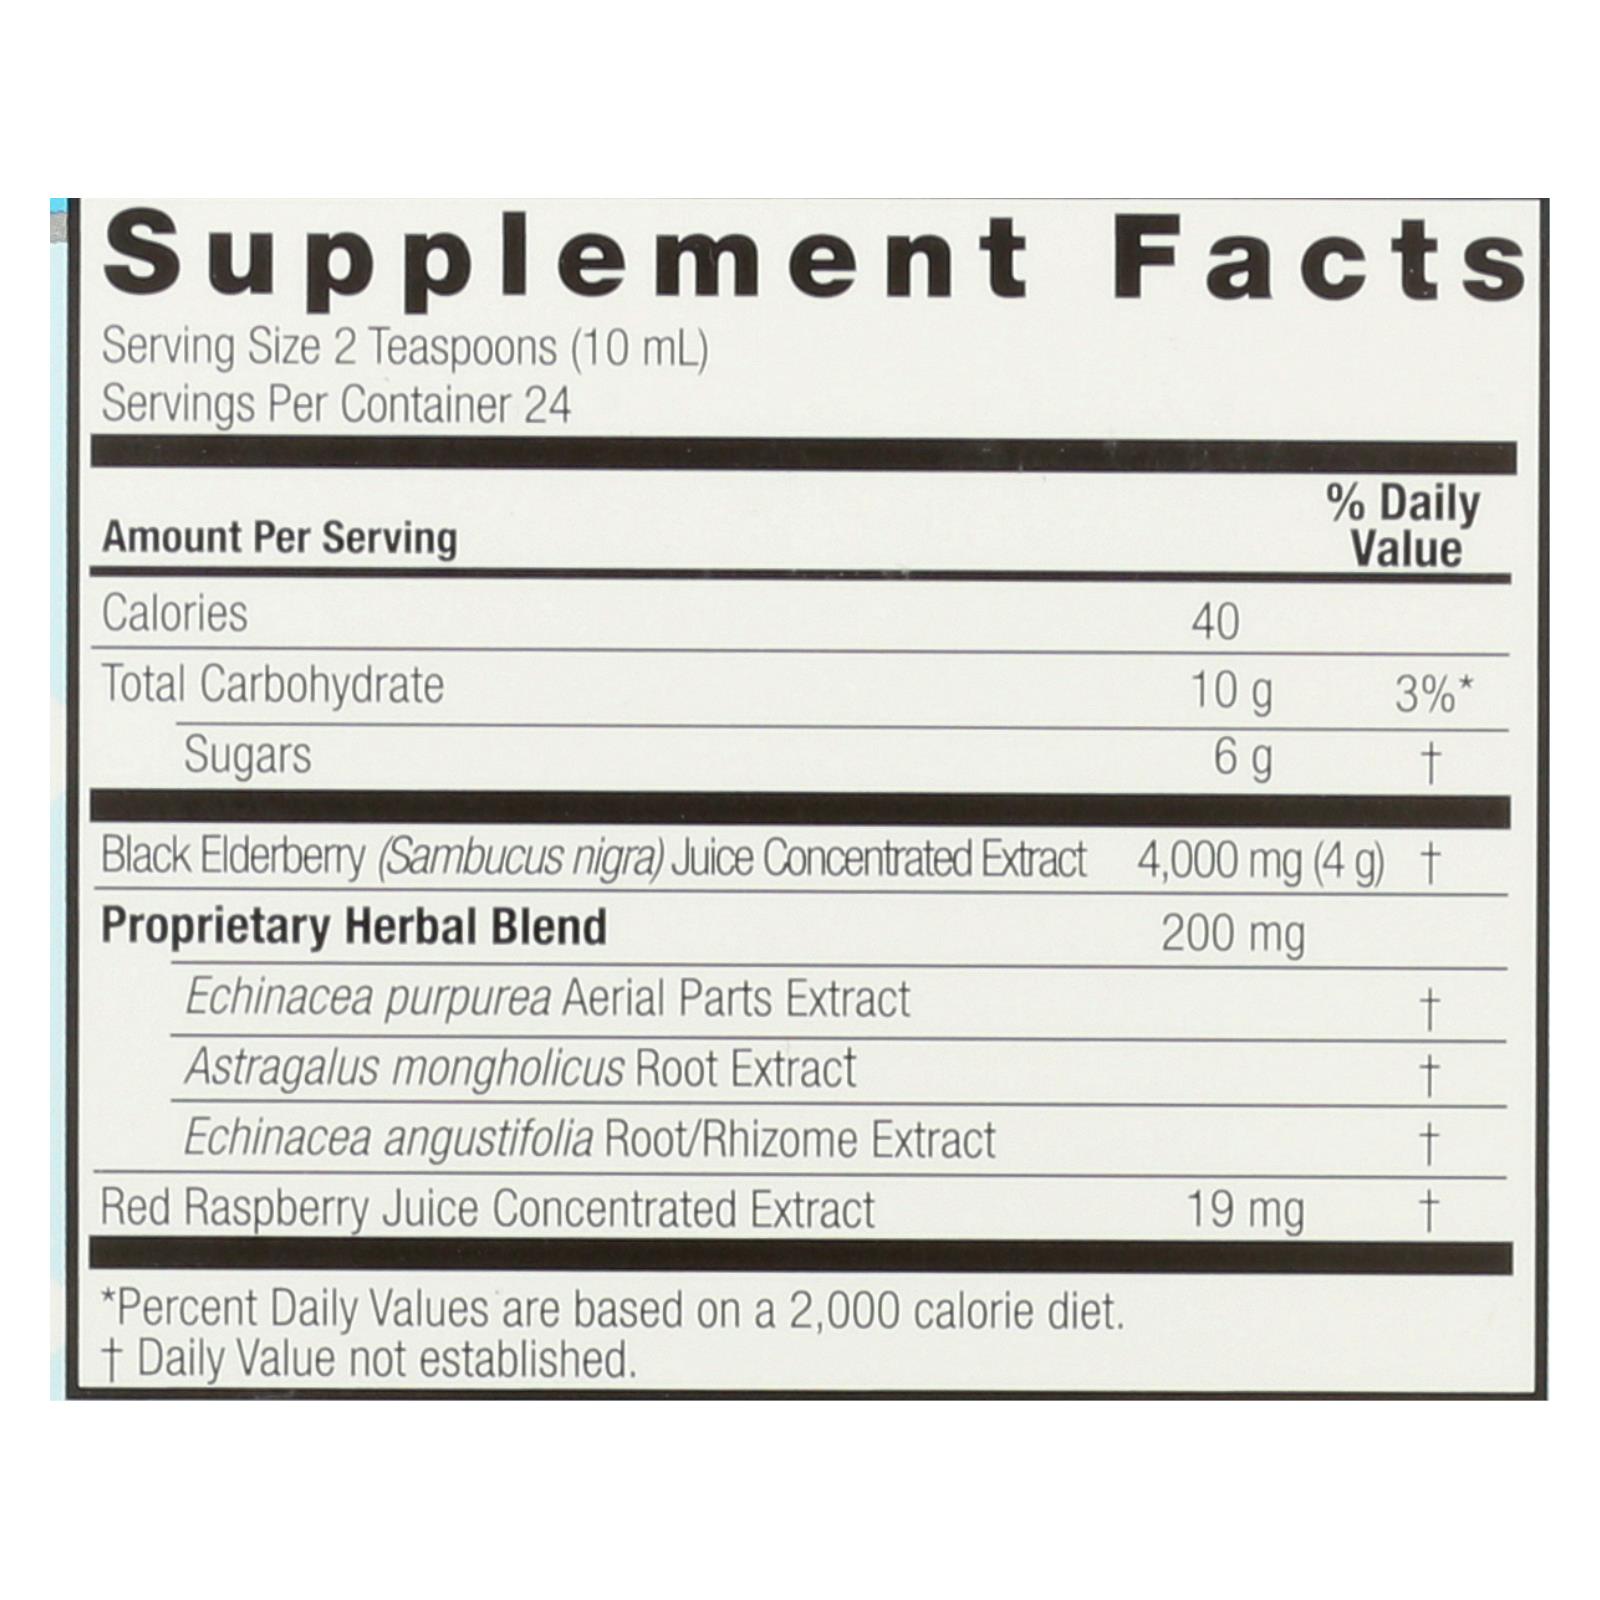 Supplement Facts
Serving Size 2 Teaspoons (10 mL)
Servings Per Container 24
Amount Per Serving % Daily Value
Calories 40
Total Carbohydrate 10 g 3%*
Sugars 6 g †
Black Elderberry (Sambucus nigra) Juice Concentrated Extract 4,000 mg (4 g) †
Proprietary Herbal Blend 200 mg
Echinacea purpurea Aerial Parts Extract †
Astragalus mongholicus Root Extract †
Echinacea angustifolia Root/Rhizome Extract †
Red Raspberry Juice Concentrated Extract 19 mg †
*Percent Daily Values are based on a 2,000 calorie diet.
† Daily Value not established.